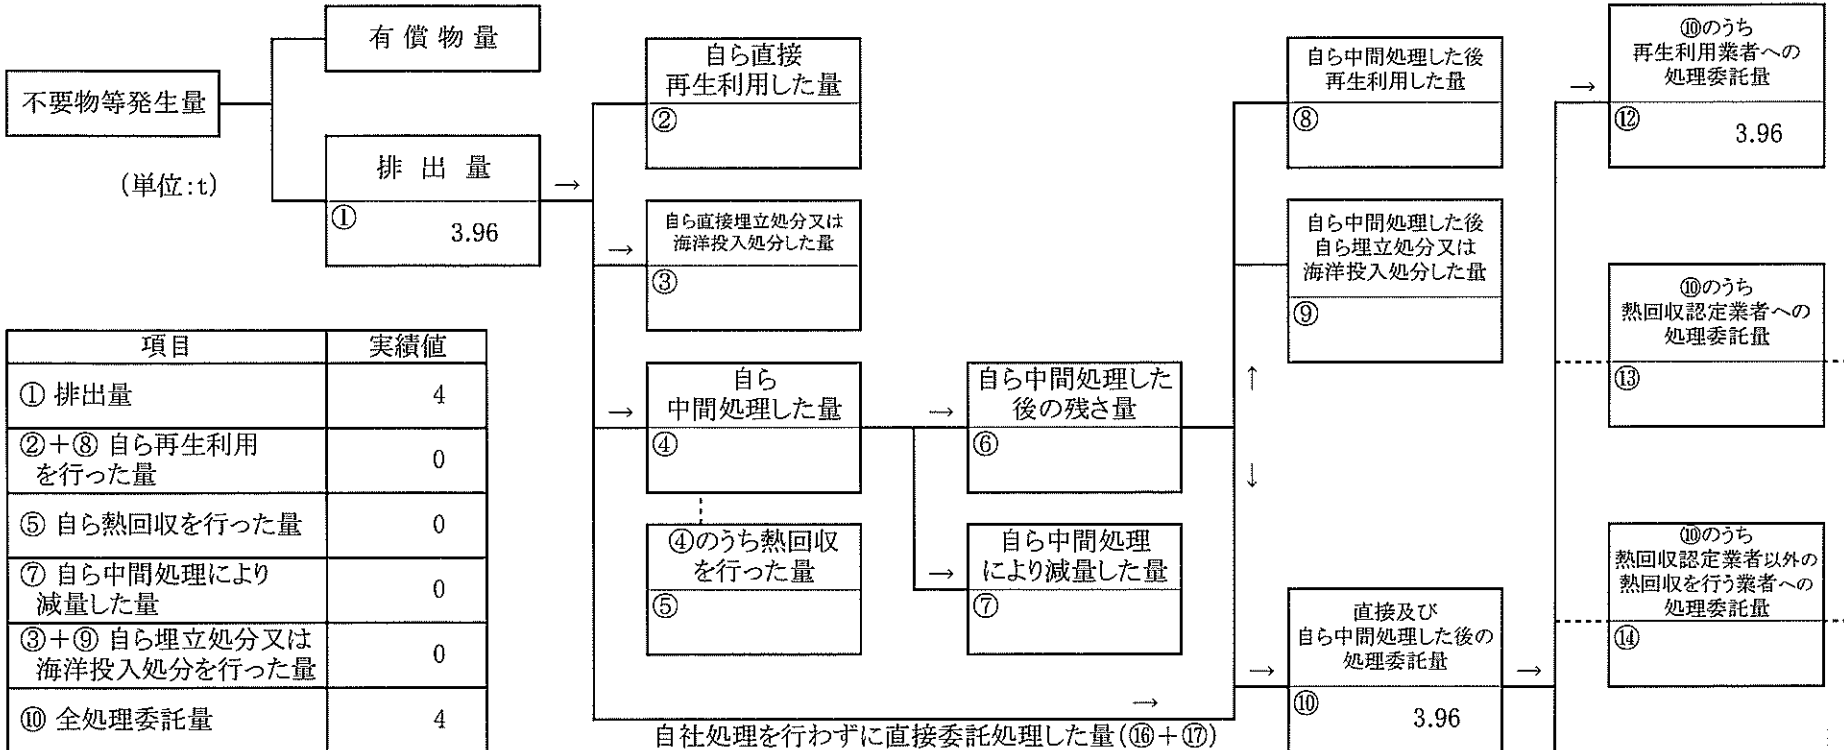 不要物等発生量
(単位:t)
有償物量
排出量
①
3.96
自ら直接
再生利用した量
②
→
自ら直接埋立処分又は
海洋投入処分した量
→
③
自ら
中間処理した量
→
④
④のうち熱回収
を行った量
⑤
自ら中間処理した
後の残さ量
→
⑥
自ら中間処理
により減量した量
→
⑦
自ら中間処理した後
再生利用した量
⑧
自ら中間処理した後
自ら埋立処分又は
海洋投入処分した量
⑨
↑
↓
直接及び
自ら中間処理した後の
処理委託量
→
⑩
3.96
→
→
自社処理を行わずに直接委託処理した量(⑯+⑰)
⑩のうち
再生利用業者への
処理委託量
→
⑫
3.96
⑩のうち
熱回収認定業者への
処理委託量
⑬
⑩のうち
熱回収認定業者以外の
熱回収を行う業者への
処理委託量
⑭
項目 実績値
① 排出量 4
②+⑧ 自ら再生利用
を行った量 0
⑤ 自ら熱回収を行った量 0
⑦ 自ら中間処理により
減量した量 0
③+⑨ 自ら埋立処分又は
海洋投入処分を行った量 0
⑩ 全処理委託量 4